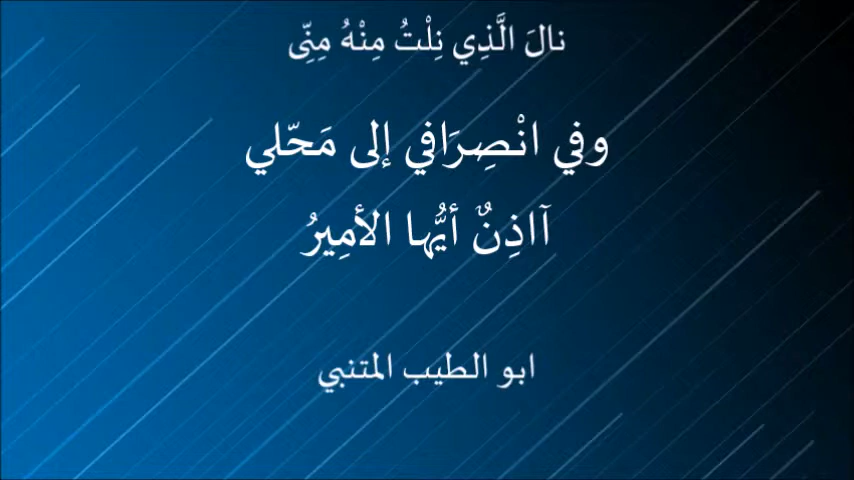 نالَ الَّذِي نِلْتُ مِنْهُ مِنِّى
وفي انْصِرَافي إلى مَحَّلي
آاذِنٌ أيُّها الأمِيرُ
ابو الطيب المتنبي